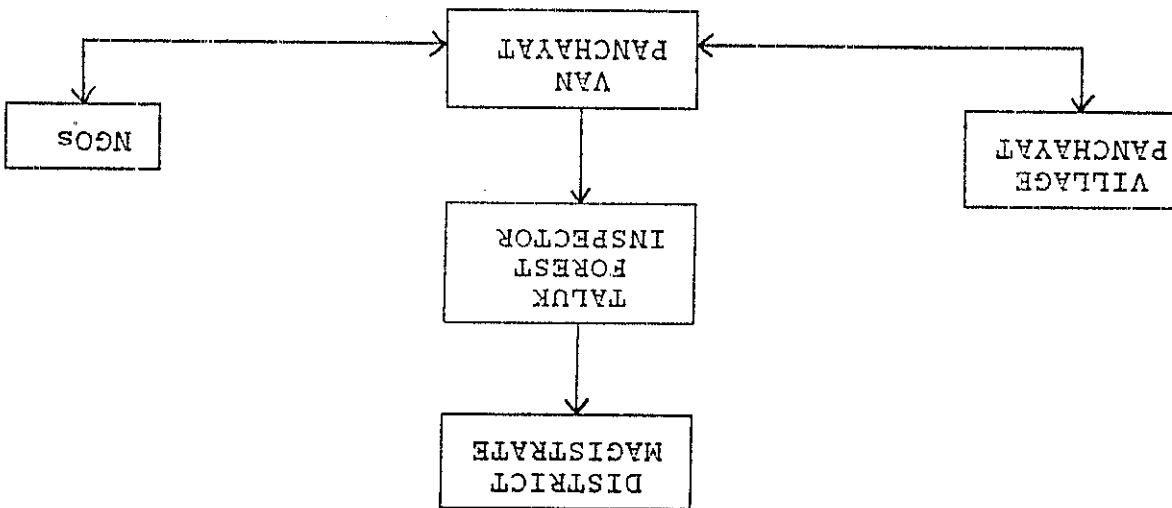 DISTRICT
MAGISTRATE
TALUK
FOREST
INSPECTOR
VILLAGE
PANCHAYAT
NGOs
VAN
PANCHAYAT